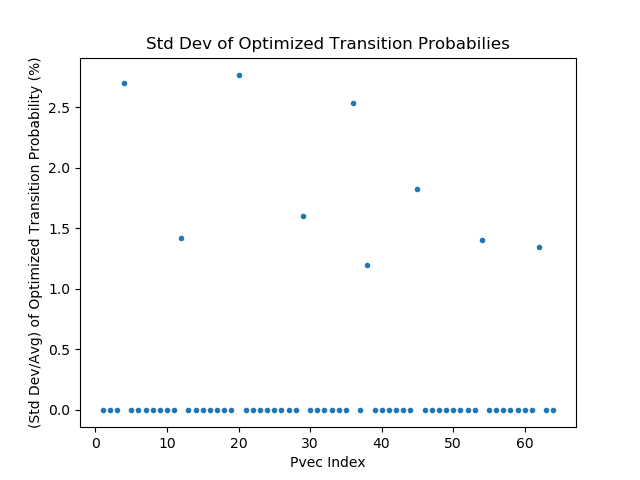 Std Dev of Optimized Transition Probabilies
(Std Dev/Avg) of Optimized Transition Probability (%)
2.5
2.0
1.5
1.0
0.5
0.0
0 10 20 30 40 50 60
Pvec Index